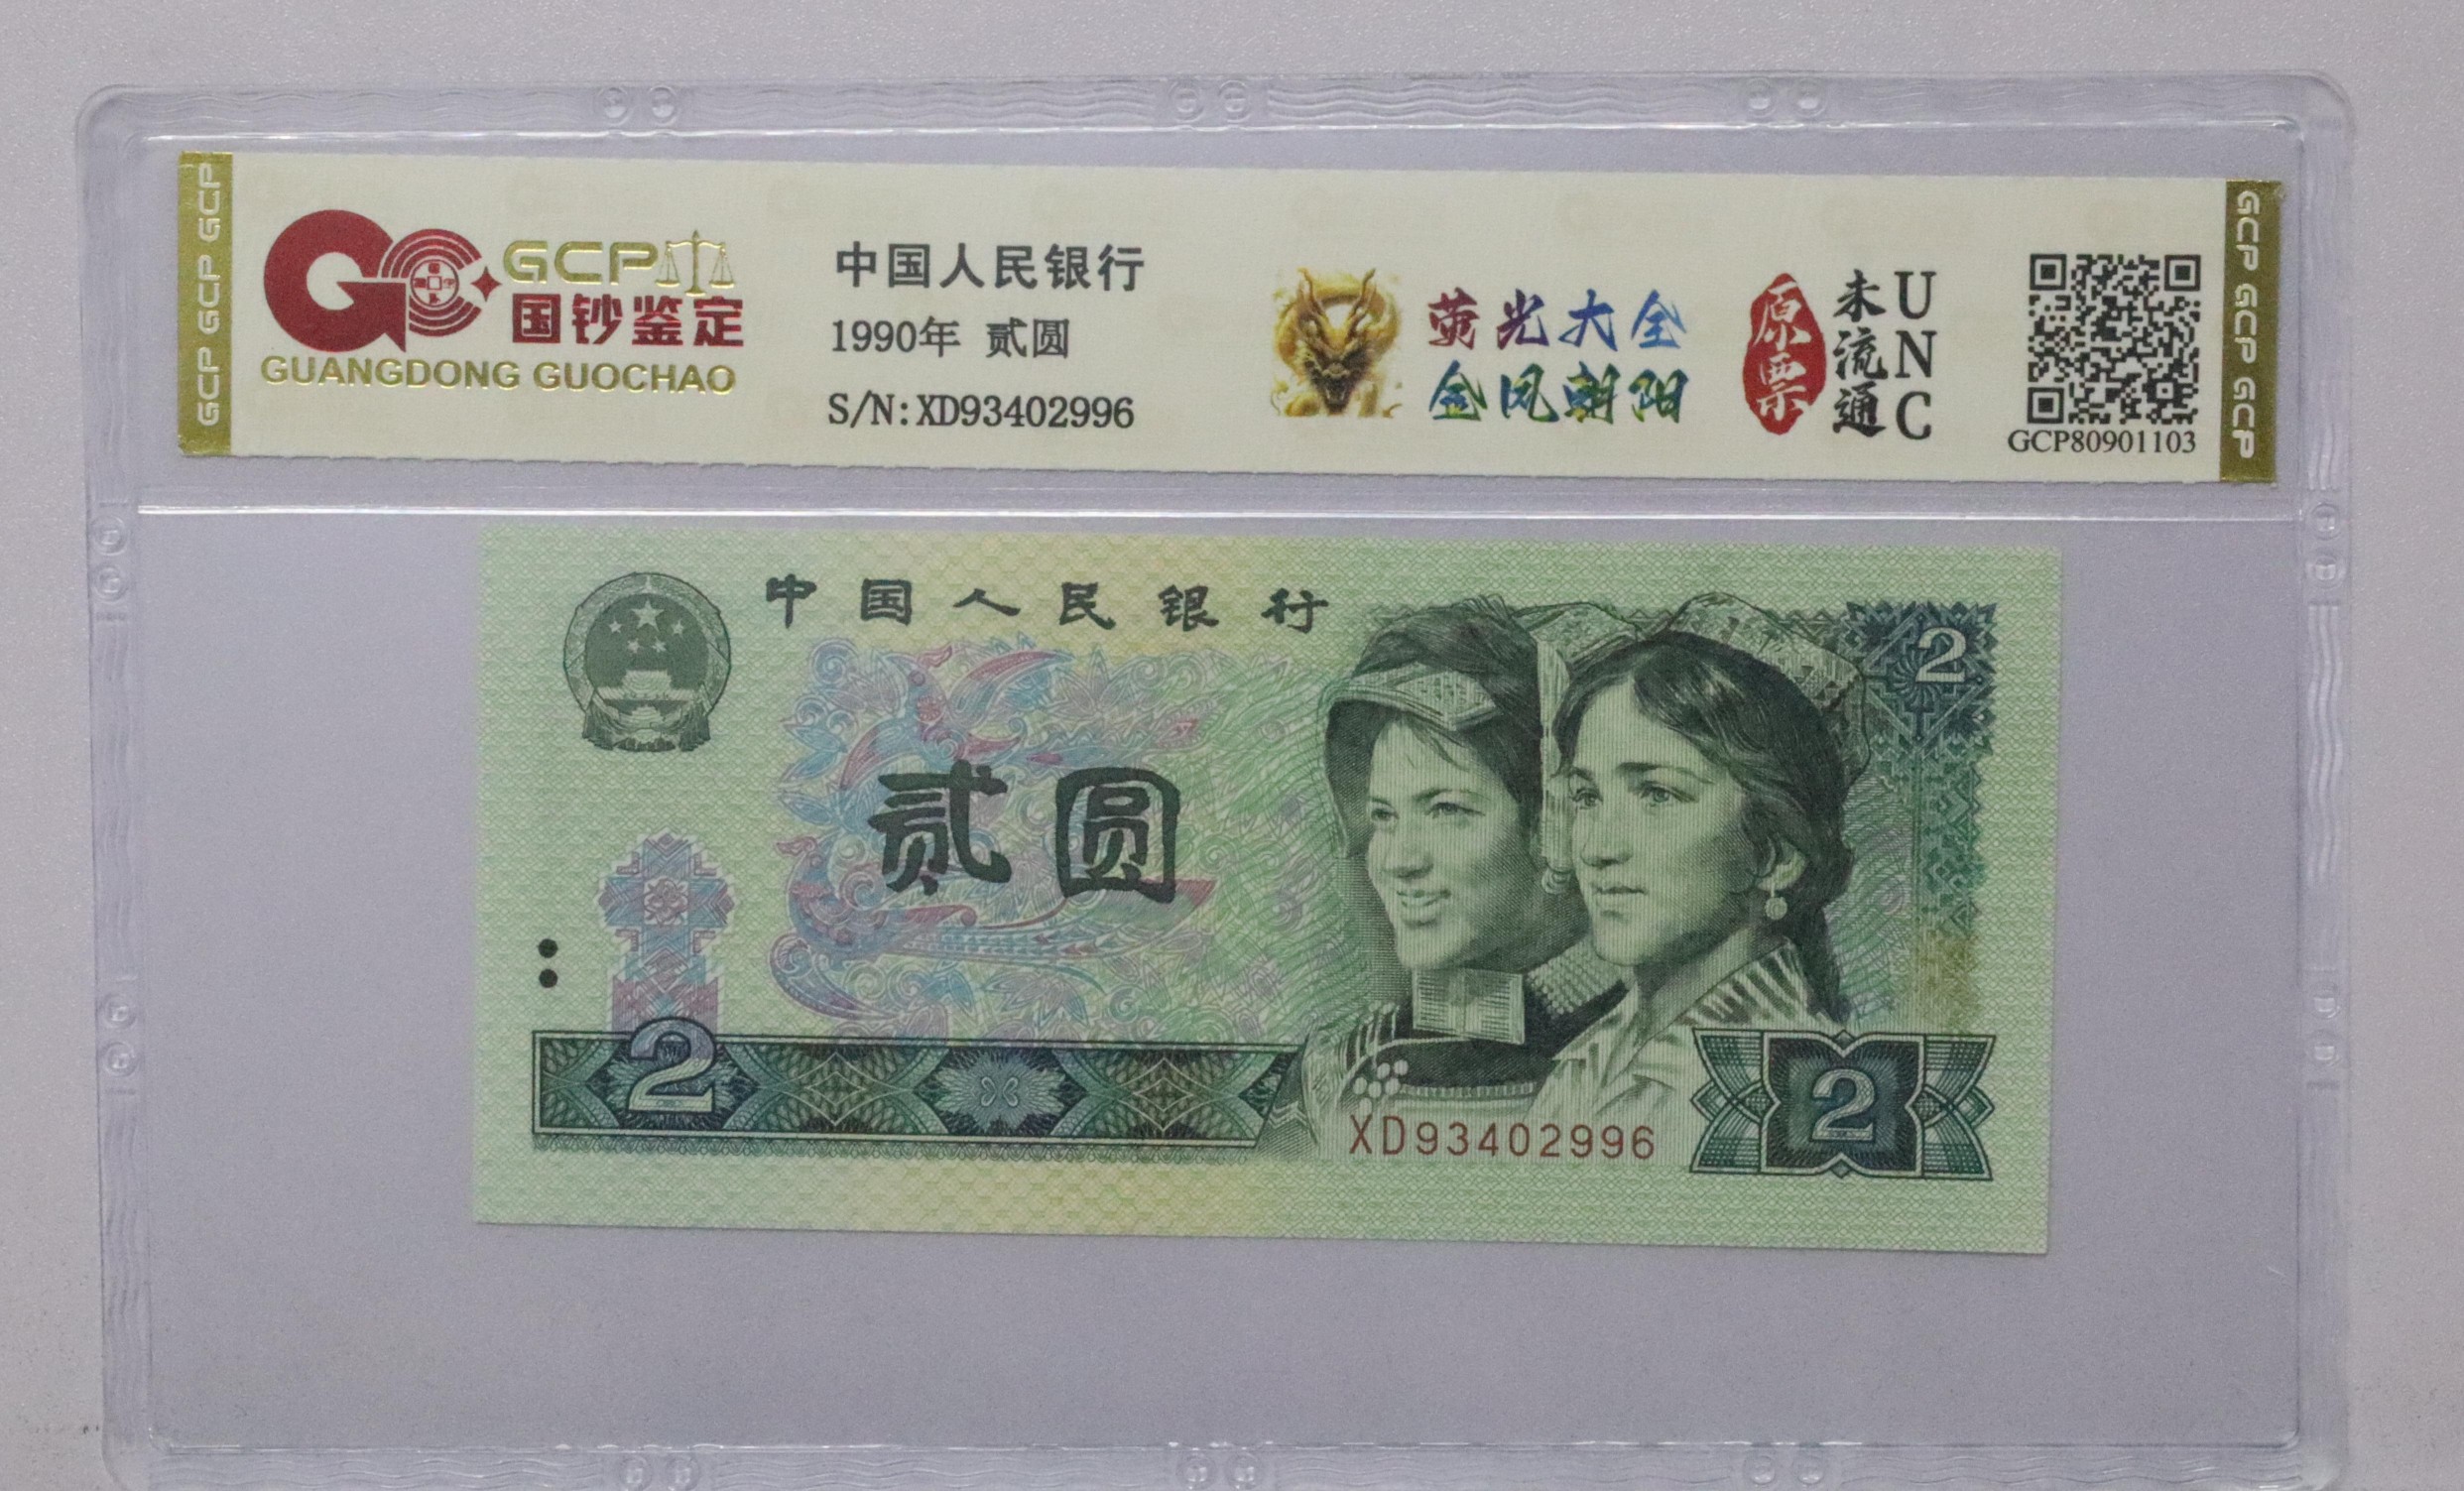 GCP GCP GCP
GCP
国钞鉴定
GUANGDONG GUOCHAO
中国人民银行
1990年 贰圆
S/N:XD93402996
荧光大全
金凤朝阳
原票
未流通
UNC
GCP80901103
GCP GCP GCP
中国人民银行
2
贰圆
2
XD93402996
2